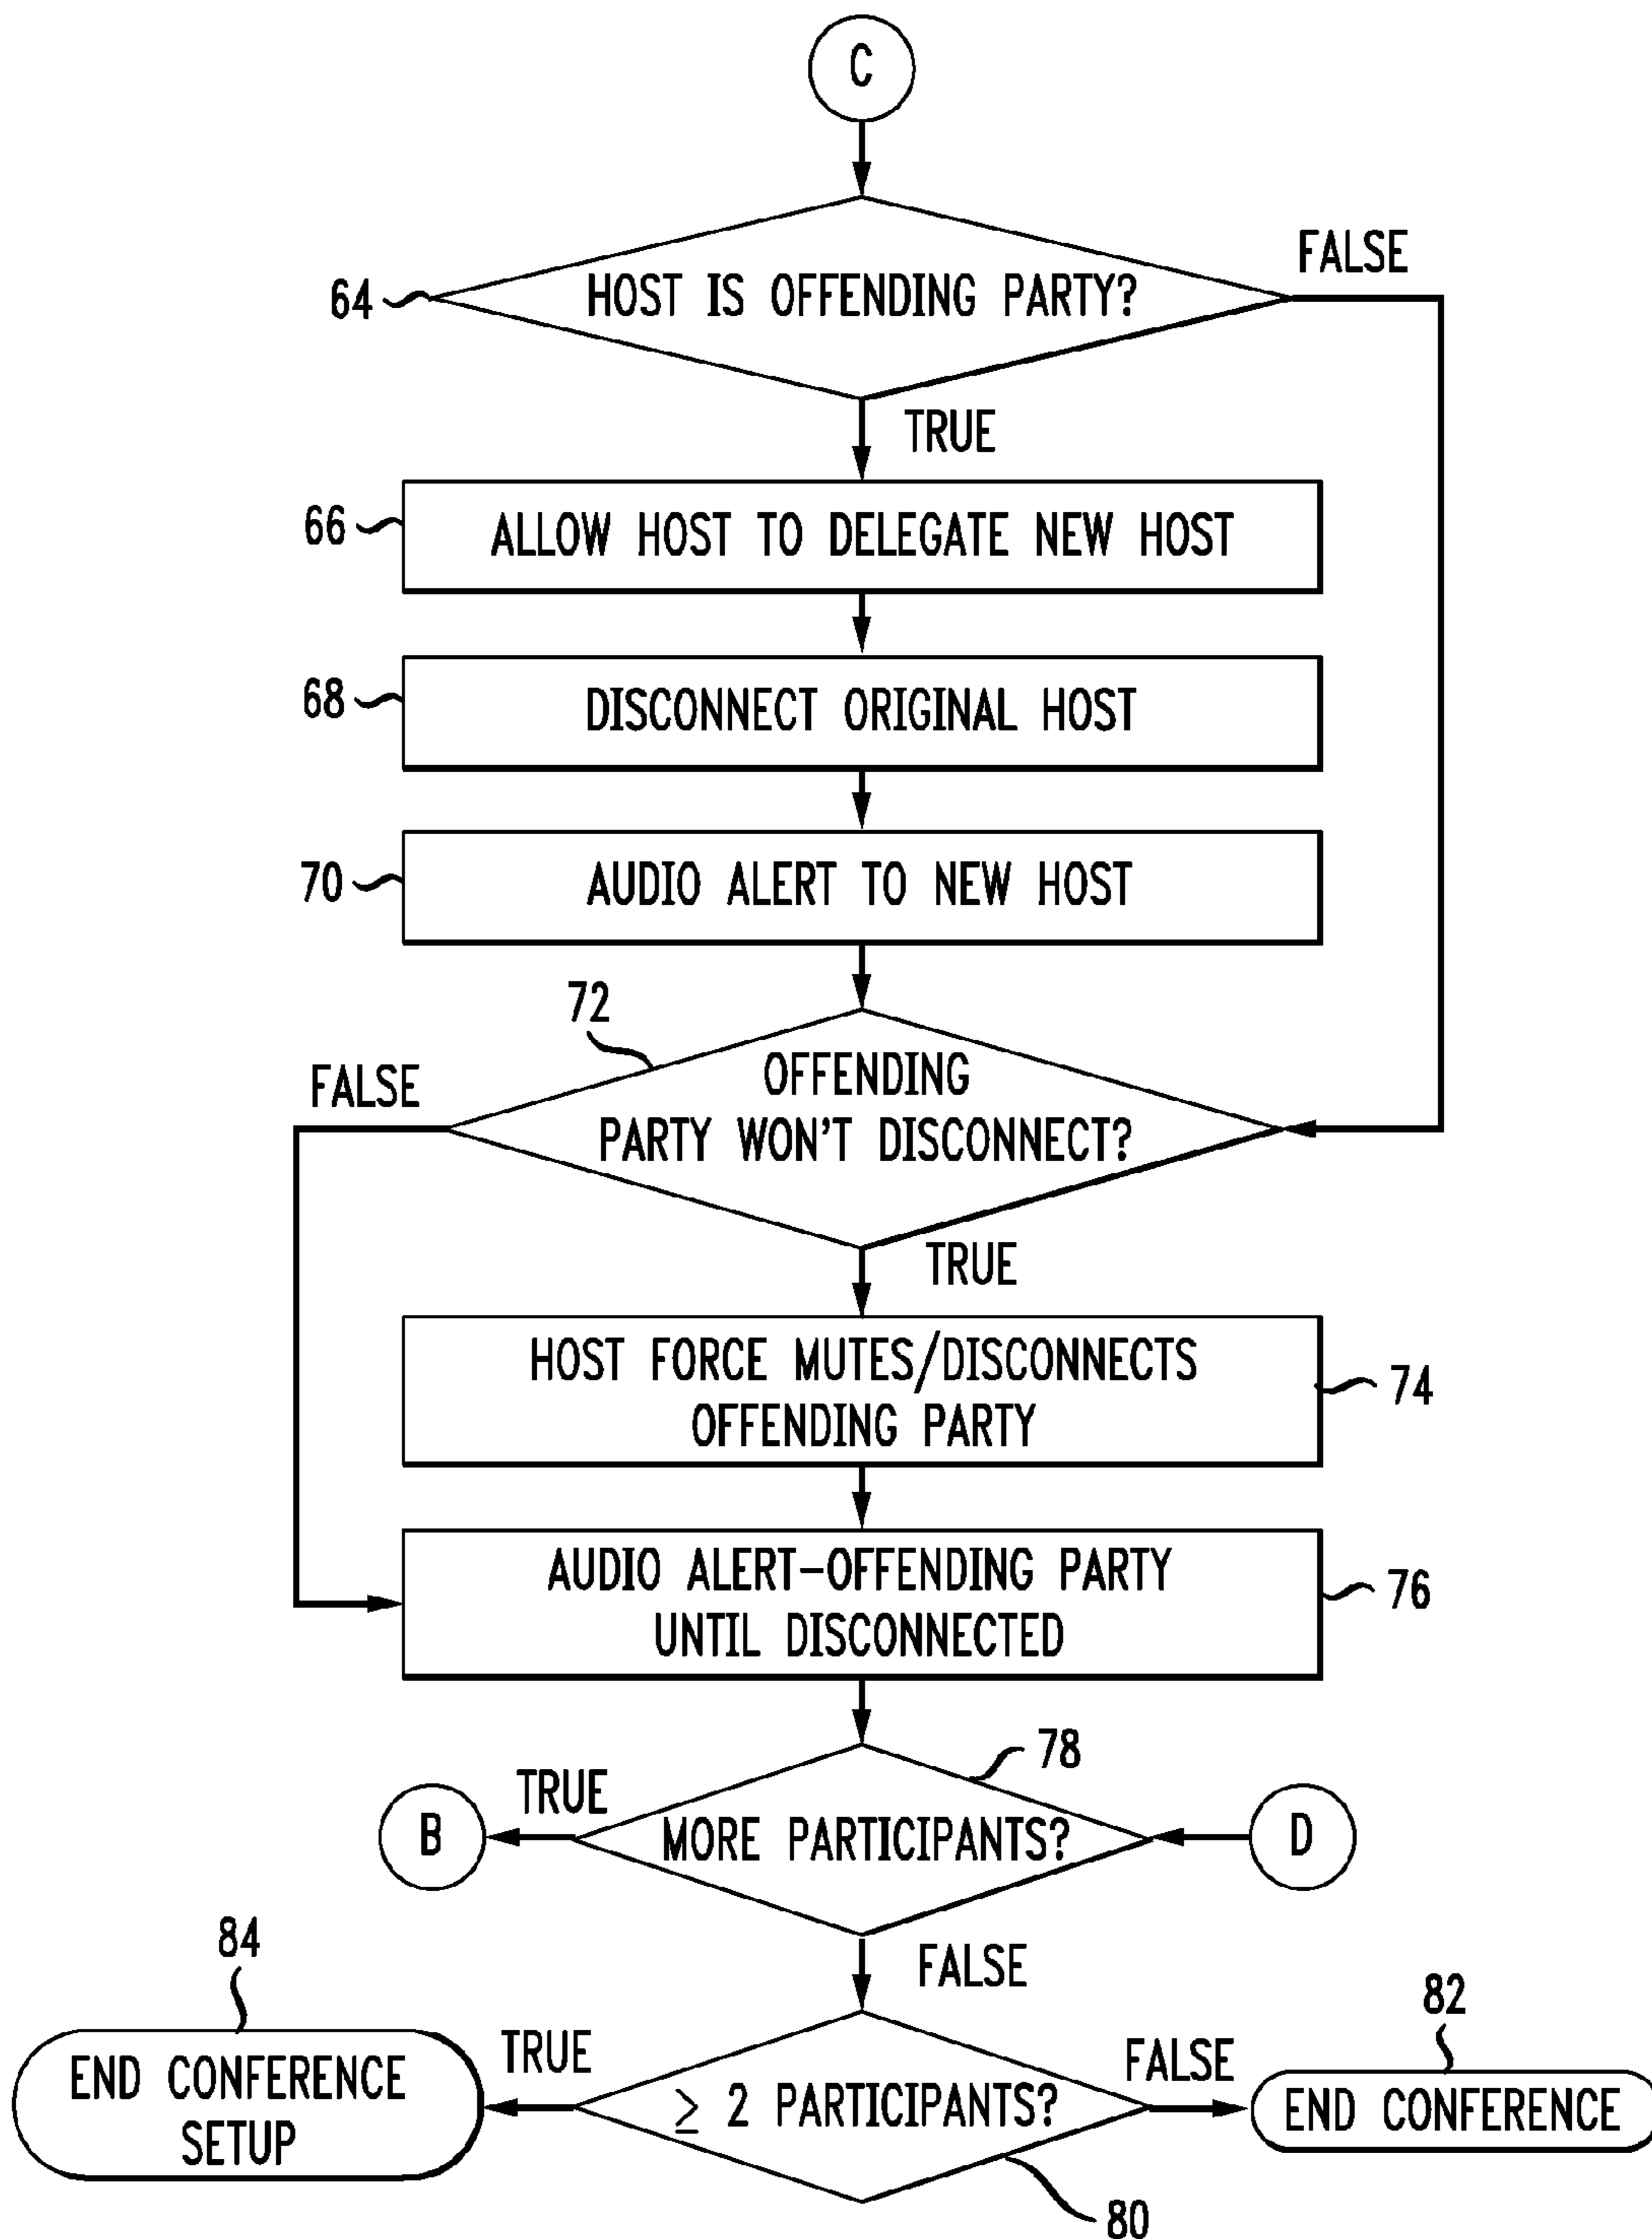 C
FALSE
64
HOST IS OFFENDING PARTY?
TRUE
66
ALLOW HOST TO DELEGATE NEW HOST
68
DISCONNECT ORIGINAL HOST
70
AUDIO ALERT TO NEW HOST
72
FALSE
OFFENDING
PARTY WON'T DISCONNECT?
TRUE
HOST FORCE MUTES/DISCONNECTS
OFFENDING PARTY
74
AUDIO ALERT-OFFENDING PARTY
UNTIL DISCONNECTED
76
78
TRUE
B
MORE PARTICIPANTS?
D
FALSE
84
82
TRUE
FALSE
END CONFERENCE
SETUP
≥ 2 PARTICIPANTS?
END CONFERENCE
80